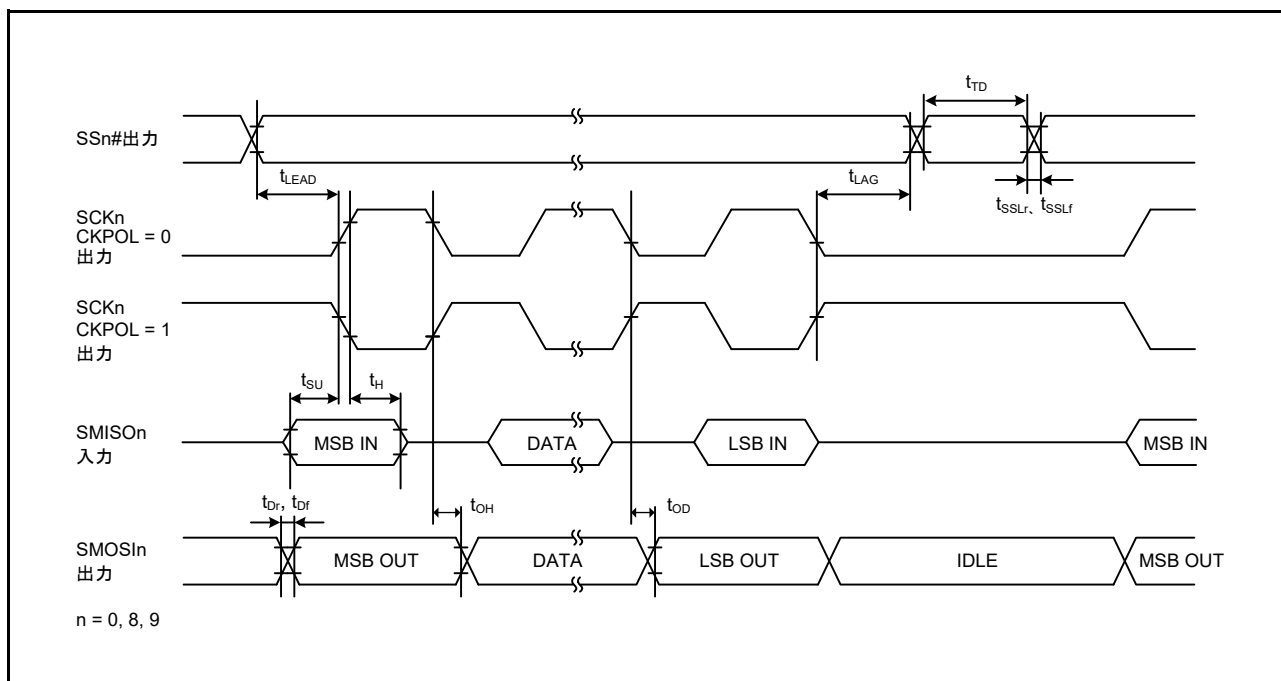 tTD
SSn#出力
tLEAD
tLAG
tSSLr、tSSLf
SCKn
CKPOL = 0
出力
SCKn
CKPOL = 1
出力
tSU
tH
SMISOn
入力
MSB IN
DATA
LSB IN
MSB IN
tDr, tDf
tOH
tOD
SMOSIn
出力
MSB OUT
DATA
LSB OUT
IDLE
MSB OUT
n = 0, 8, 9